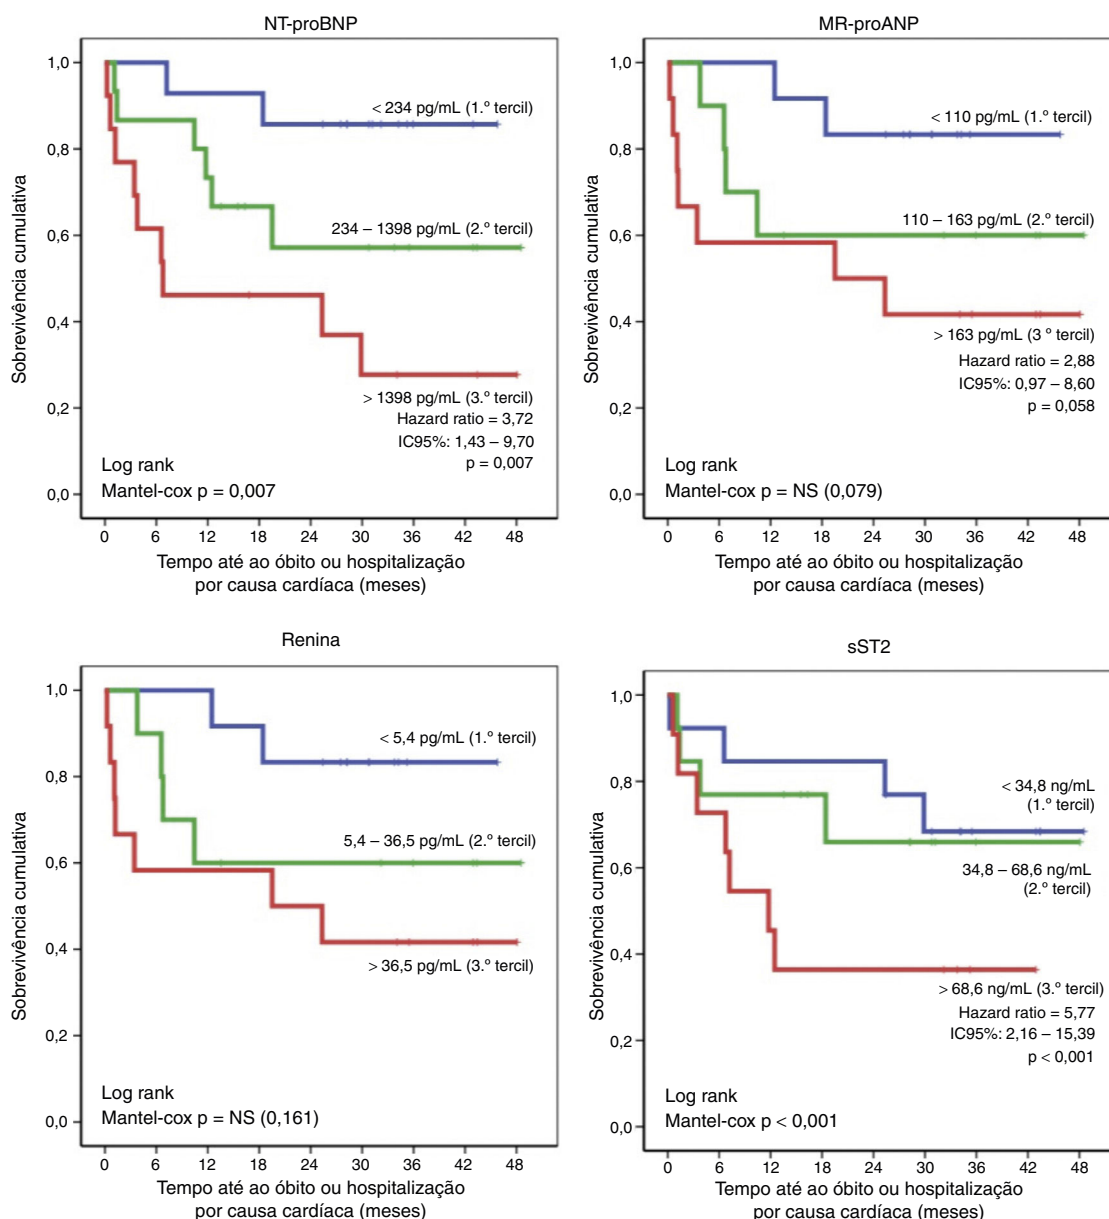 NT-proBNP
1,0
0,8
0,6
0,4
0,2
0,0
Sobrevivência cumulativa
< 234 pg/mL (1.º tercil)
234 – 1398 pg/mL (2.º tercil)
> 1398 pg/mL (3.º tercil)
Hazard ratio = 3,72
IC95%: 1,43 – 9,70
p = 0,007
Log rank
Mantel-cox p = 0,007
0 6 12 18 24 30 36 42 48
Tempo até ao óbito ou hospitalização
por causa cardíaca (meses)
MR-proANP
1,0
0,8
0,6
0,4
0,2
0,0
Sobrevivência cumulativa
< 110 pg/mL (1.º tercil)
110 – 163 pg/mL (2.º tercil)
> 163 pg/mL (3 º tercil)
Hazard ratio = 2,88
IC95%: 0,97 – 8,60
p = 0,058
Log rank
Mantel-cox p = NS (0,079)
0 6 12 18 24 30 36 42 48
Tempo até ao óbito ou hospitalização
por causa cardíaca (meses)
Renina
1,0
0,8
0,6
0,4
0,2
0,0
Sobrevivência cumulativa
< 5,4 pg/mL (1.º tercil)
5,4 – 36,5 pg/mL (2.º tercil)
> 36,5 pg/mL (3.º tercil)
Log rank
Mantel-cox p = NS (0,161)
0 6 12 18 24 30 36 42 48
Tempo até ao óbito ou hospitalização
por causa cardíaca (meses)
sST2
1,0
0,8
0,6
0,4
0,2
0,0
Sobrevivência cumulativa
< 34,8 ng/mL
(1.º tercil)
34,8 – 68,6 ng/mL
(2.º tercil)
> 68,6 ng/mL (3.º tercil)
Hazard ratio = 5,77
IC95%: 2,16 – 15,39
p < 0,001
Log rank
Mantel-cox p < 0,001
0 6 12 18 24 30 36 42 48
Tempo até ao óbito ou hospitalização
por causa cardíaca (meses)